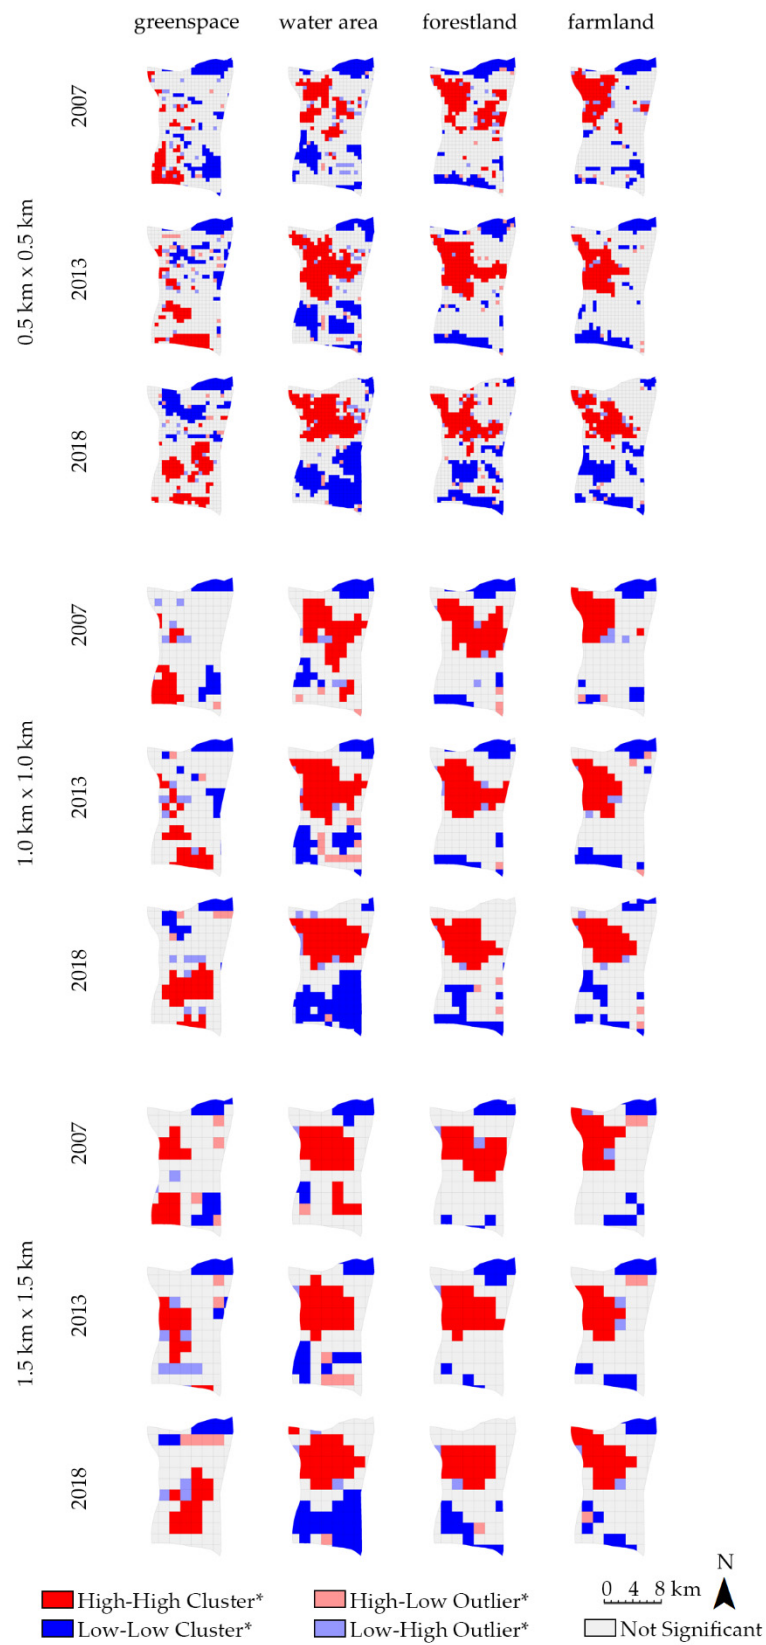 greenspace water area forestland farmland
0.5 km x 0.5 km
2007
2013
2018
1.0 km x 1.0 km
2007
2013
2018
1.5 km x 1.5 km
2007
2013
2018
High-High Cluster*
High-Low Outlier*
0 4 8 km
N
Low-Low Cluster*
Low-High Outlier*
Not Significant